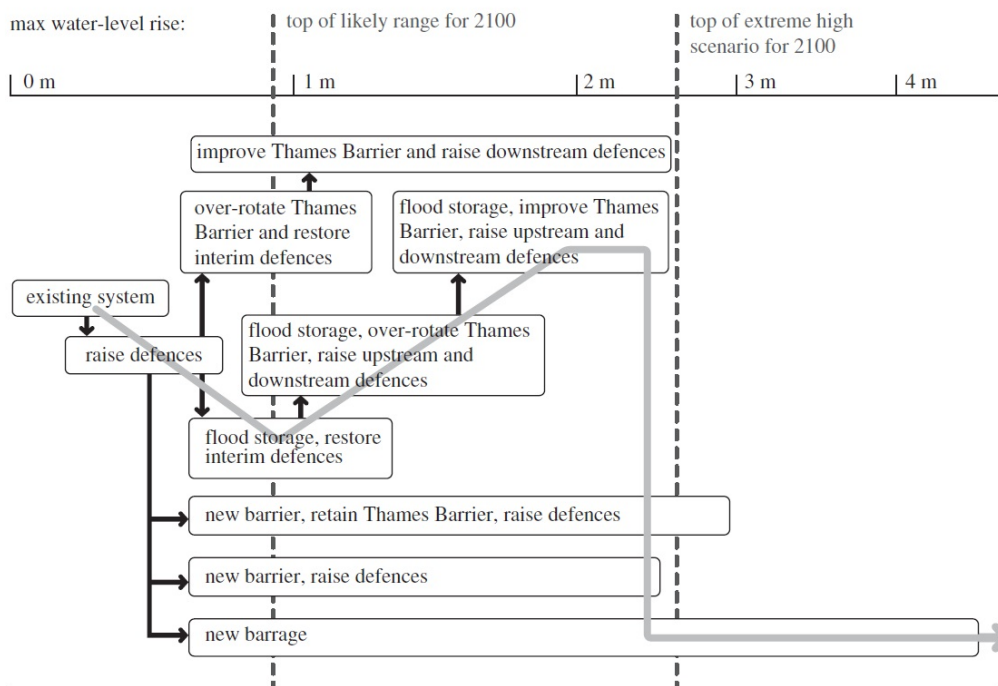 max water-level rise:
top of likely range for 2100
top of extreme high
scenario for 2100
0 m
1 m
2 m
3 m
4 m
improve Thames Barrier and raise downstream defences
over-rotate Thames
Barrier and restore
interim defences
flood storage, improve Thames
Barrier, raise upstream and
downstream defences
existing system
raise defences
flood storage, over-rotate Thames
Barrier, raise upstream and
downstream defences
flood storage, restore
interim defences
new barrier, retain Thames Barrier, raise defences
new barrier, raise defences
new barrage